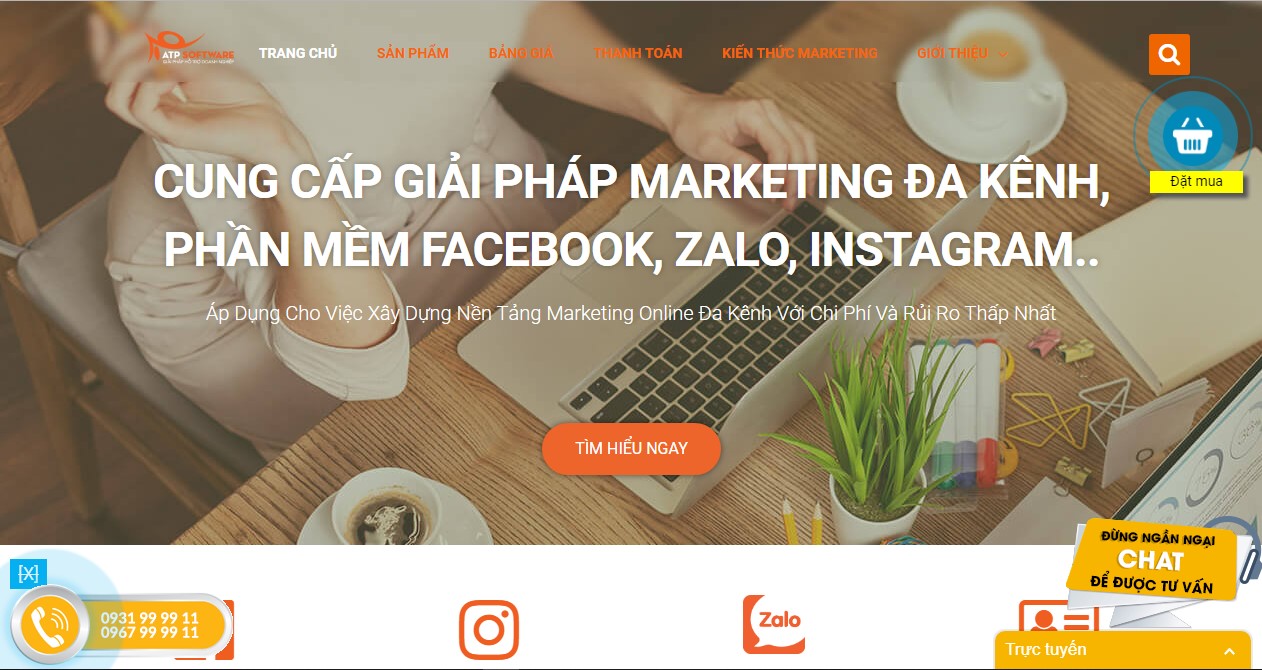 ATP SOFTWARE
GIẢI PHÁP HỖ TRỢ DOANH NGHIỆP
TRANG CHỦ
SẢN PHẨM
BẢNG GIÁ
THANH TOÁN
KIẾN THỨC MARKETING
GIỚI THIỆU
Đặt mua
CUNG CẤP GIẢI PHÁP MARKETING ĐA KÊNH,
PHẦN MỀM FACEBOOK, ZALO, INSTAGRAM..
Áp Dụng Cho Việc Xây Dựng Nền Tảng Marketing Online Đa Kênh Với Chi Phí Và Rủi Ro Thấp Nhất
TÌM HIỂU NGAY
ĐỪNG NGẦN NGẠI
CHAT
ĐỂ ĐƯỢC TƯ VẤN
[X]
0931 99 99 11
0967 99 99 11
Zalo
Trực tuyến